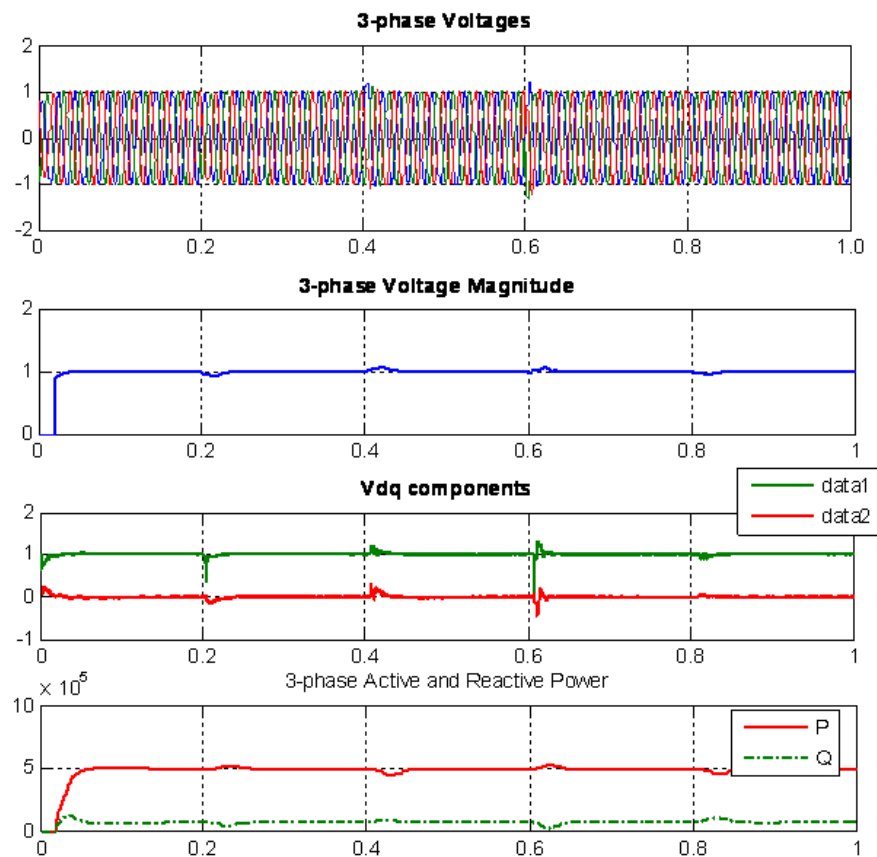 3-phase Voltages
2
1
0
-1
-2
0 0.2 0.4 0.6 0.8 1.0
3-phase Voltage Magnitude
2
1
0
0 0.2 0.4 0.6 0.8 1
Vdq components
data1
data2
2
1
0
-1
0 0.2 0.4 0.6 0.8 1
× 10^5
3-phase Active and Reactive Power
10
5
0
P
Q
0 0.2 0.4 0.6 0.8 1